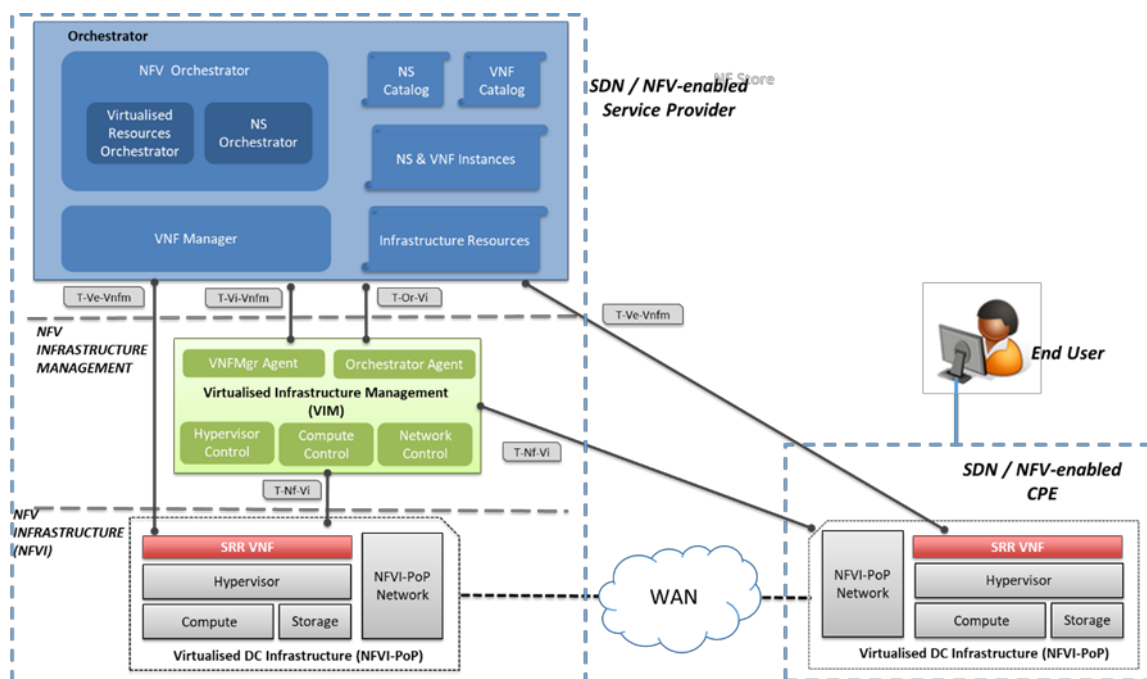 Orchestrator
NFV Orchestrator
Virtualised
Resources
Orchestrator
NS
Orchestrator
NS
Catalog
VNF
Catalog
NS & VNF Instances
VNF Manager
Infrastructure Resources
NF Store
SDN / NFV-enabled
Service Provider
T-Ve-Vnfm
T-Vi-Vnfm
T-Or-Vi
T-Ve-Vnfm
NFV
INFRASTRUCTURE
MANAGEMENT
VNFMgr Agent
Orchestrator Agent
Virtualised Infrastructure Management
(VIM)
Hypervisor
Control
Compute
Control
Network
Control
End User
T-Nf-Vi
T-Nf-Vi
SDN / NFV-enabled
CPE
NFV
INFRASTRUCTURE
(NFVI)
SRR VNF
Hypervisor
Compute
Storage
NFVI-PoP
Network
Virtualised DC Infrastructure (NFVI-PoP)
WAN
NFVI-PoP
Network
SRR VNF
Hypervisor
Compute
Storage
Virtualised DC Infrastructure (NFVI-PoP)